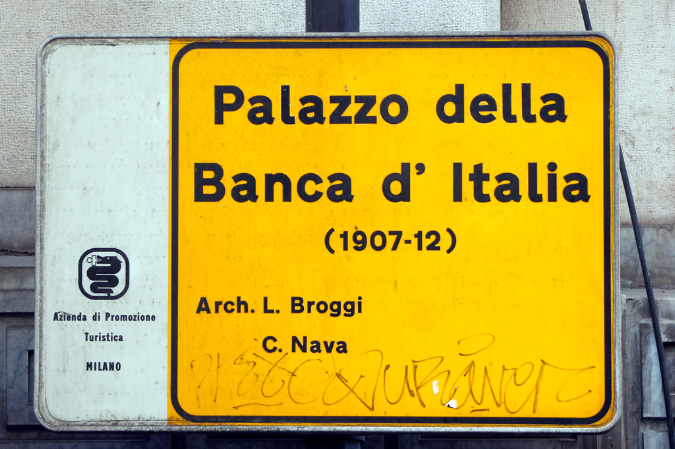 Palazzo della
Banca d' Italia
(1907-12)
Arch. L. Broggi
C. Nava
Azienda di Promozione
Turistica
MILANO